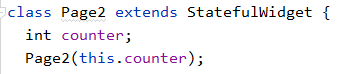 class Page2 extends StatefulWidget {
  int counter;
  Page2(this.counter);